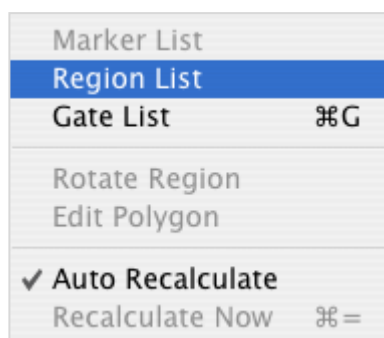 Marker List
Region List
Gate List ⌘G
Rotate Region
Edit Polygon
✓ Auto Recalculate
Recalculate Now ⌘=